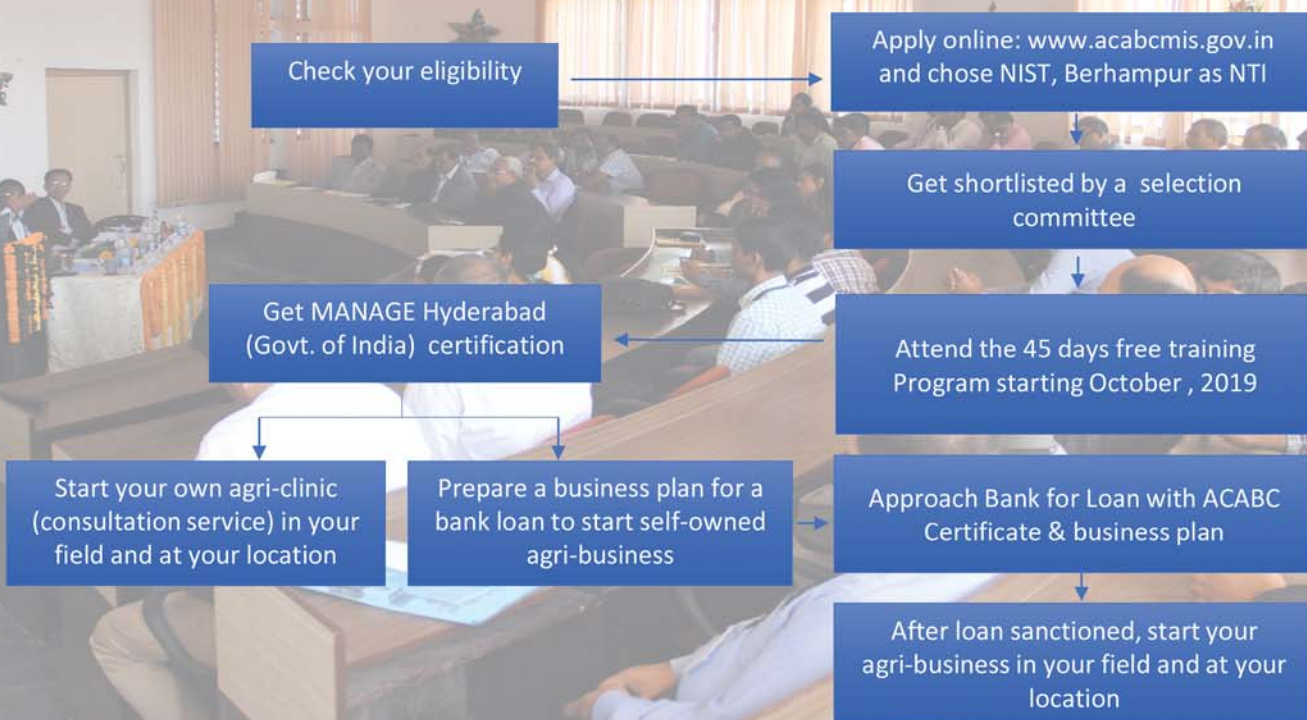 Check your eligibility
Apply online: www.acabcmis.gov.in
and chose NIST, Berhampur as NTI
Get shortlisted by a selection
committee
Attend the 45 days free training
Program starting October , 2019
Get MANAGE Hyderabad
(Govt. of India) certification
Start your own agri-clinic
(consultation service) in your
field and at your location
Prepare a business plan for a
bank loan to start self-owned
agri-business
Approach Bank for Loan with ACABC
Certificate & business plan
After loan sanctioned, start your
agri-business in your field and at your
location